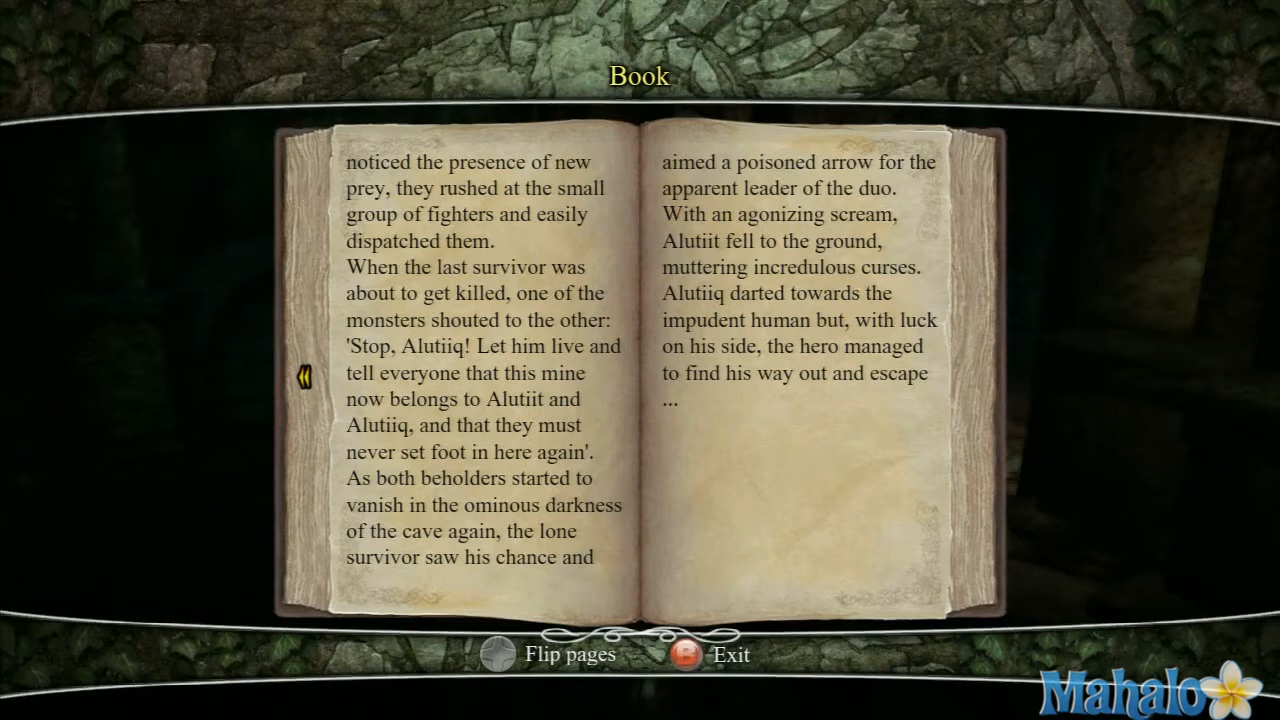 Book
noticed the presence of new
prey, they rushed at the small
group of fighters and easily
dispatched them.
When the last survivor was
about to get killed, one of the
monsters shouted to the other:
'Stop, Alutiiq! Let him live and
tell everyone that this mine
now belongs to Alutiit and
Alutiiq, and that they must
never set foot in here again'.
As both beholders started to
vanish in the ominous darkness
of the cave again, the lone
survivor saw his chance and
aimed a poisoned arrow for the
apparent leader of the duo.
With an agonizing scream,
Alutiit fell to the ground,
muttering incredulous curses.
Alutiiq darted towards the
impudent human but, with luck
on his side, the hero managed
to find his way out and escape
...
Flip pages
B Exit
Mahalo